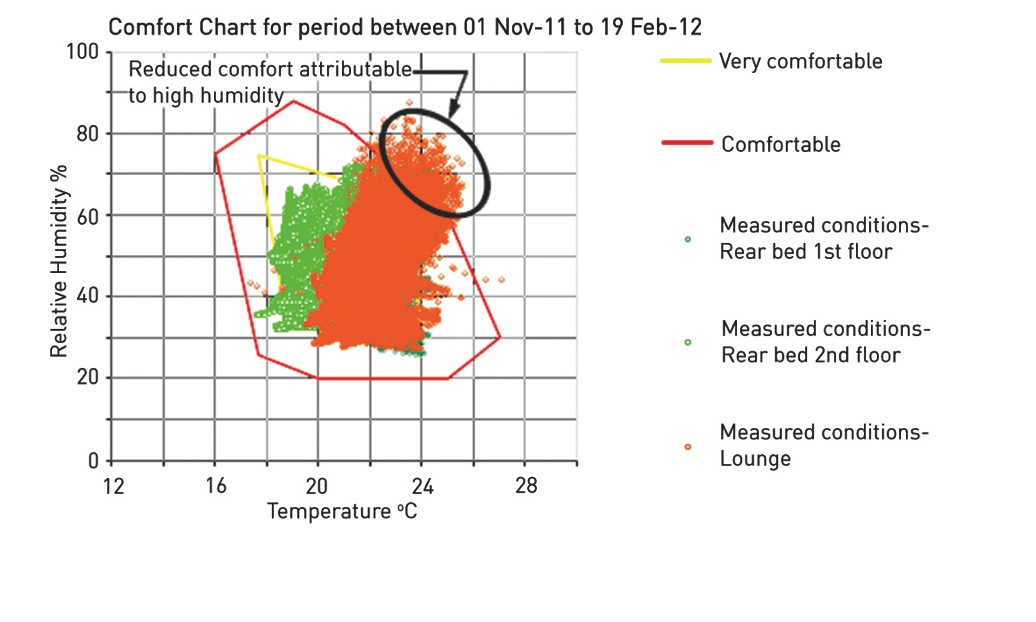 Comfort Chart for period between 01 Nov-11 to 19 Feb-12
Reduced comfort attributable
to high humidity
100
80
60
40
20
0
Relative Humidity %
12 16 20 24 28
Temperature ºC
Very comfortable
Comfortable
Measured conditions-
Rear bed 1st floor
Measured conditions-
Rear bed 2nd floor
Measured conditions-
Lounge